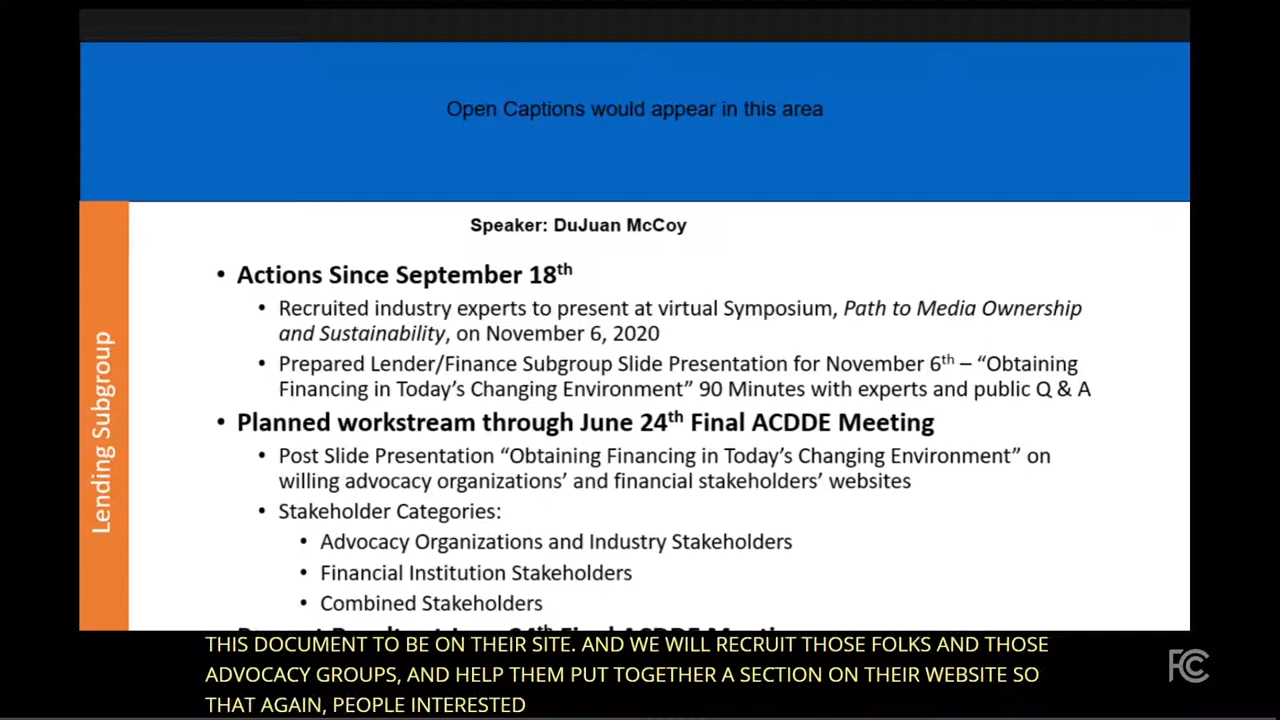 Open Captions would appear in this area
Speaker: DuJuan McCoy
Lending Subgroup
• Actions Since September 18th
• Recruited industry experts to present at virtual Symposium, Path to Media Ownership
and Sustainability, on November 6, 2020
• Prepared Lender/Finance Subgroup Slide Presentation for November 6th – “Obtaining
Financing in Today’s Changing Environment” 90 Minutes with experts and public Q & A
• Planned workstream through June 24th Final ACDDE Meeting
• Post Slide Presentation “Obtaining Financing in Today’s Changing Environment” on
willing advocacy organizations’ and financial stakeholders’ websites
• Stakeholder Categories:
• Advocacy Organizations and Industry Stakeholders
• Financial Institution Stakeholders
• Combined Stakeholders
THIS DOCUMENT TO BE ON THEIR SITE. AND WE WILL RECRUIT THOSE FOLKS AND THOSE
ADVOCACY GROUPS, AND HELP THEM PUT TOGETHER A SECTION ON THEIR WEBSITE SO
THAT AGAIN, PEOPLE INTERESTED
FCC